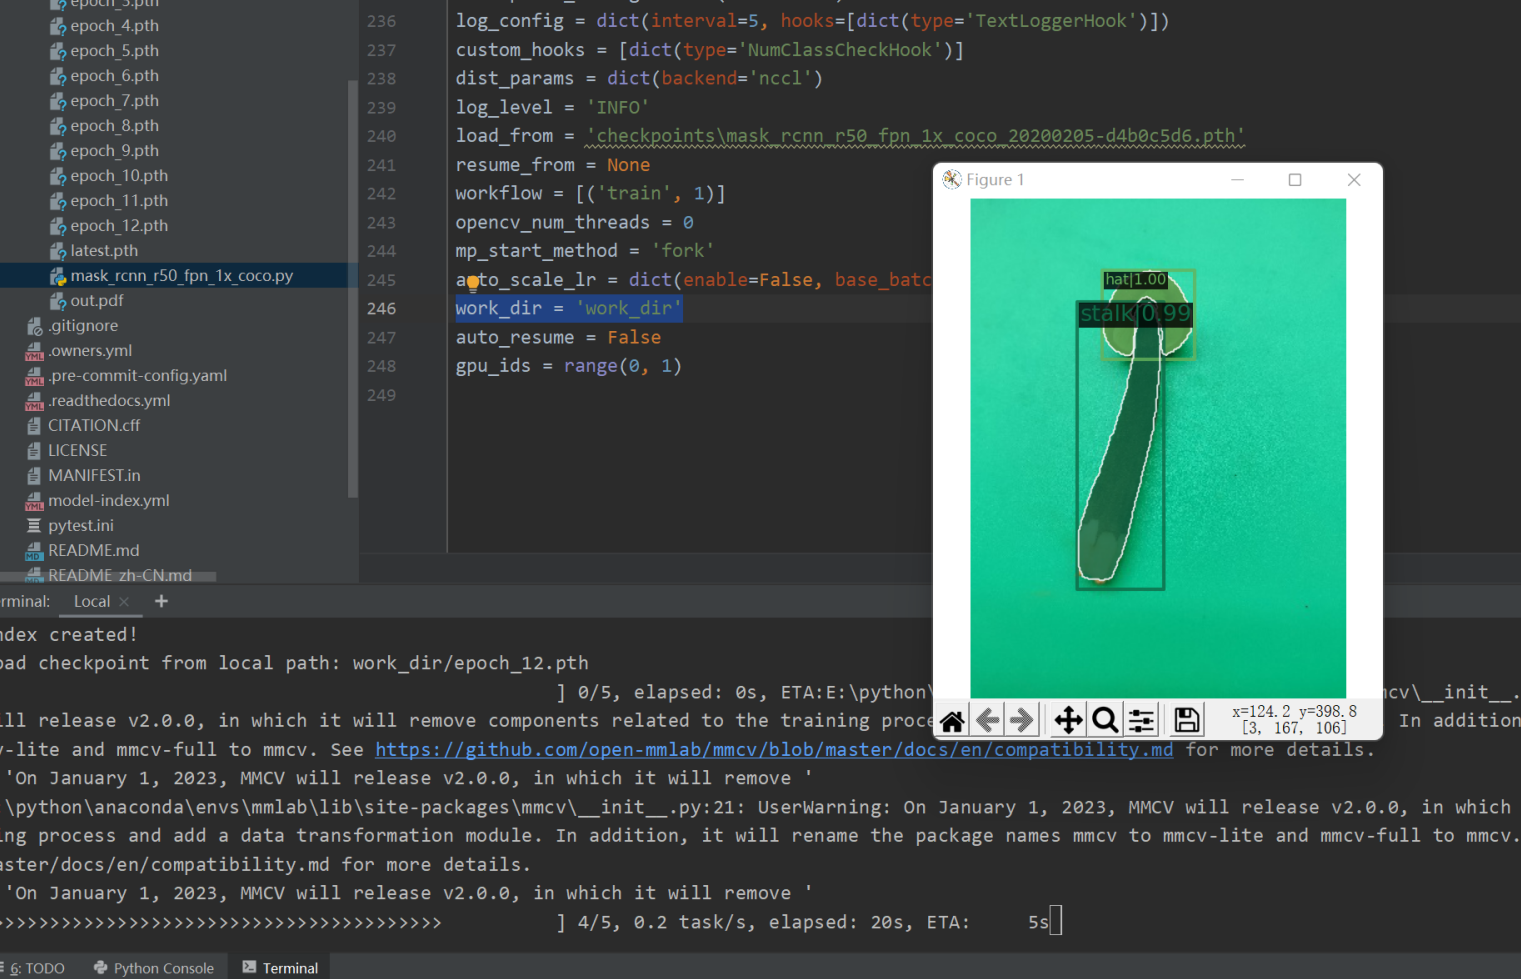 epoch_3.pth
epoch_4.pth
epoch_5.pth
epoch_6.pth
epoch_7.pth
epoch_8.pth
epoch_9.pth
epoch_10.pth
epoch_11.pth
epoch_12.pth
latest.pth
mask_rcnn_r50_fpn_1x_coco.py
out.pdf
.gitignore
.owners.yml
.pre-commit-config.yaml
.readthedocs.yml
CITATION.cff
LICENSE
MANIFEST.in
model-index.yml
pytest.ini
README.md
README_zh-CN.md
236 log_config = dict(interval=5, hooks=[dict(type='TextLoggerHook')])
237 custom_hooks = [dict(type='NumClassCheckHook')]
238 dist_params = dict(backend='nccl')
239 log_level = 'INFO'
240 load_from = 'checkpoints\mask_rcnn_r50_fpn_1x_coco_20200205-d4b0c5d6.pth'
241 resume_from = None
242 workflow = [('train', 1)]
243 opencv_num_threads = 0
244 mp_start_method = 'fork'
245 auto_scale_lr = dict(enable=False, base_batc
246 work_dir = 'work_dir'
247 auto_resume = False
248 gpu_ids = range(0, 1)
249
Figure 1
hat|1.00
stalk|0.99
x=124.2 y=398.8
[3, 167, 106]
rminal: Local × +
ndex created!
oad checkpoint from local path: work_dir/epoch_12.pth
] 0/5, elapsed: 0s, ETA:E:\python\ mcv\__init__.
ill release v2.0.0, in which it will remove components related to the training proce . In addition
v-lite and mmcv-full to mmcv. See https://github.com/open-mmlab/mmcv/blob/master/docs/en/compatibility.md for more details.
'On January 1, 2023, MMCV will release v2.0.0, in which it will remove '
\python\anaconda\envs\mmlab\lib\site-packages\mmcv\__init__.py:21: UserWarning: On January 1, 2023, MMCV will release v2.0.0, in which
ing process and add a data transformation module. In addition, it will rename the package names mmcv to mmcv-lite and mmcv-full to mmcv.
aster/docs/en/compatibility.md for more details.
'On January 1, 2023, MMCV will release v2.0.0, in which it will remove '
>>>>>>>>>>>>>>>>>>>>>>>>>>>>>>>>>>>>>>> ] 4/5, 0.2 task/s, elapsed: 20s, ETA: 5s
6: TODO Python Console Terminal